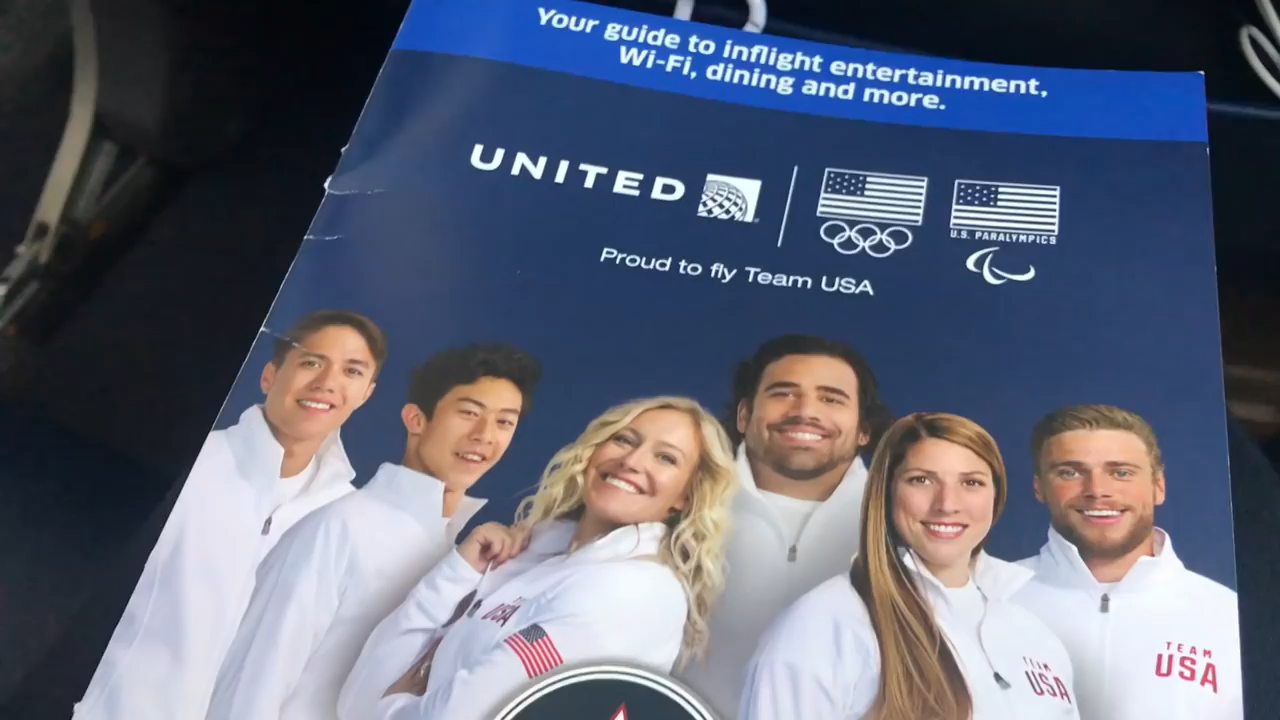 Your guide to inflight entertainment,
Wi-Fi, dining and more.
UNITED
U.S. PARALYMPICS
Proud to fly Team USA
TEAM
USA
TEAM
USA
TEAM
USA